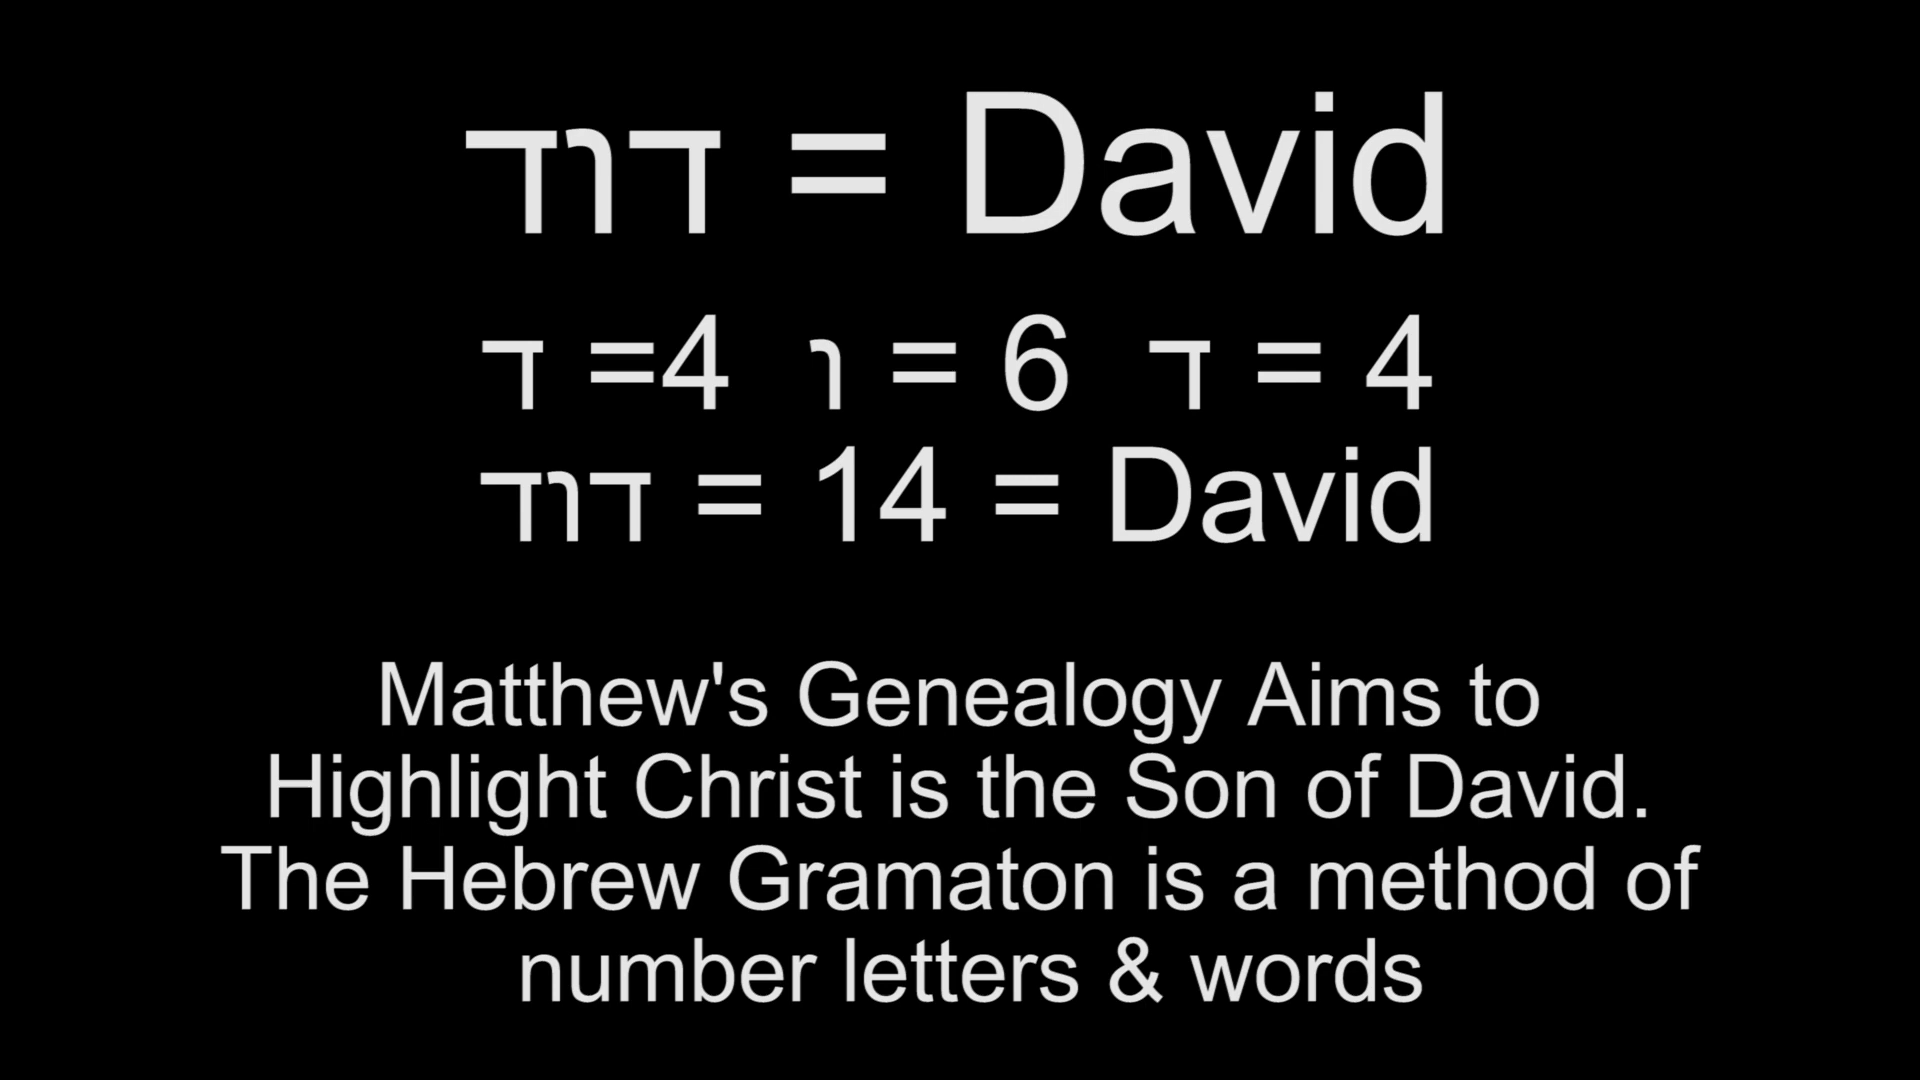 דוד = David
ד =4 ו = 6 ד = 4
דוד = 14 = David
Matthew's Genealogy Aims to
Highlight Christ is the Son of David.
The Hebrew Gramaton is a method of
number letters & words